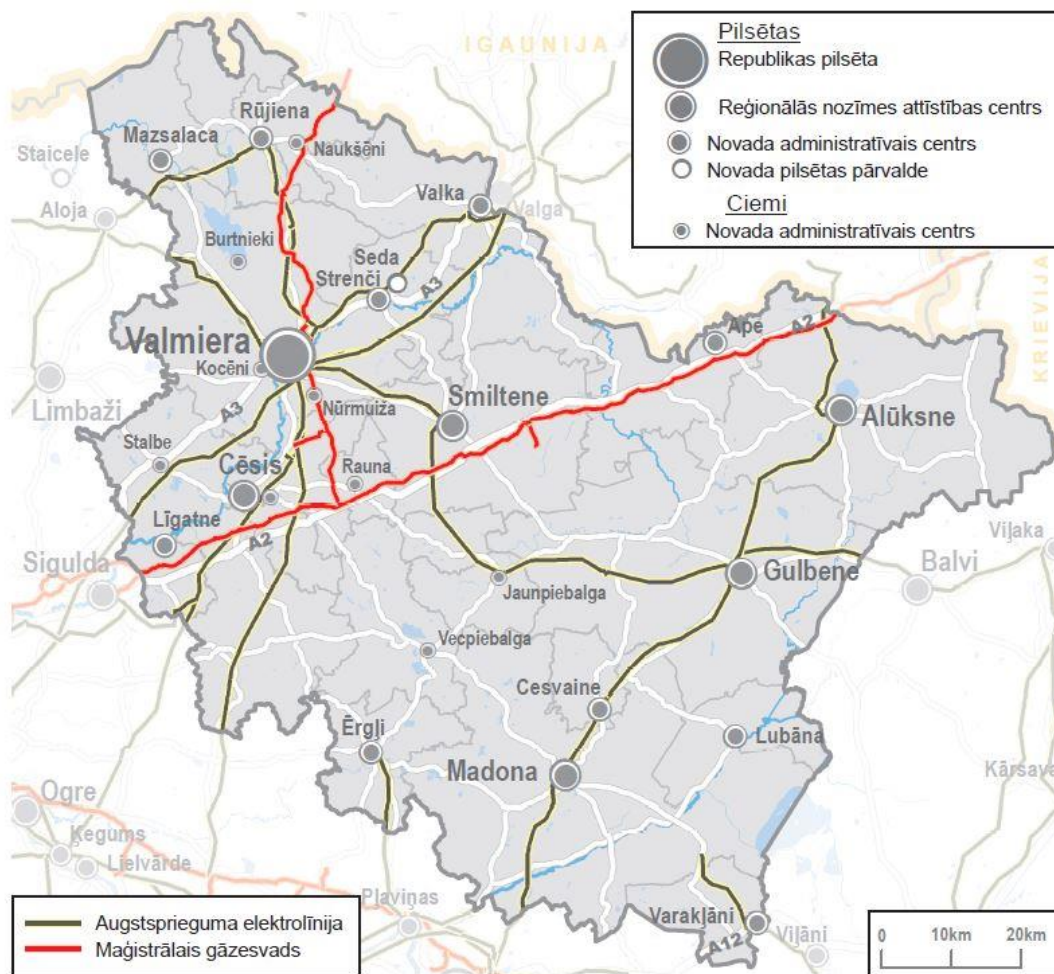 IGAUNIJA
Pilsētas
Republikas pilsēta
Reģionālās nozīmes attīstības centrs
Novada administratīvais centrs
Novada pilsētas pārvalde
Ciemi
Novada administratīvais centrs
Rūjiena
Mazsalaca
Naukšēni
Staicele
Valka
Valga
Aloja
Burtnieki
Seda
Strenči
A3
KRIEVIJA
Ape
A2
Valmiera
Kocēni
Limbaži
A3
Nūrmuiža
Smiltene
Alūksne
Stalbe
Cēsis
Rauna
Līgatne
A2
Sigulda
Viļaka
Balvi
Gulbene
Jaunpiebalga
Vecpiebalga
Cesvaine
Ērgļi
Lubāna
Madona
Kārsava
Ogre
Ķegums
Lielvārde
Pļaviņas
Varakļāni
A12
Viļāni
Augstsprieguma elektrolīnija
Maģistrālais gāzesvads
0 10km 20km